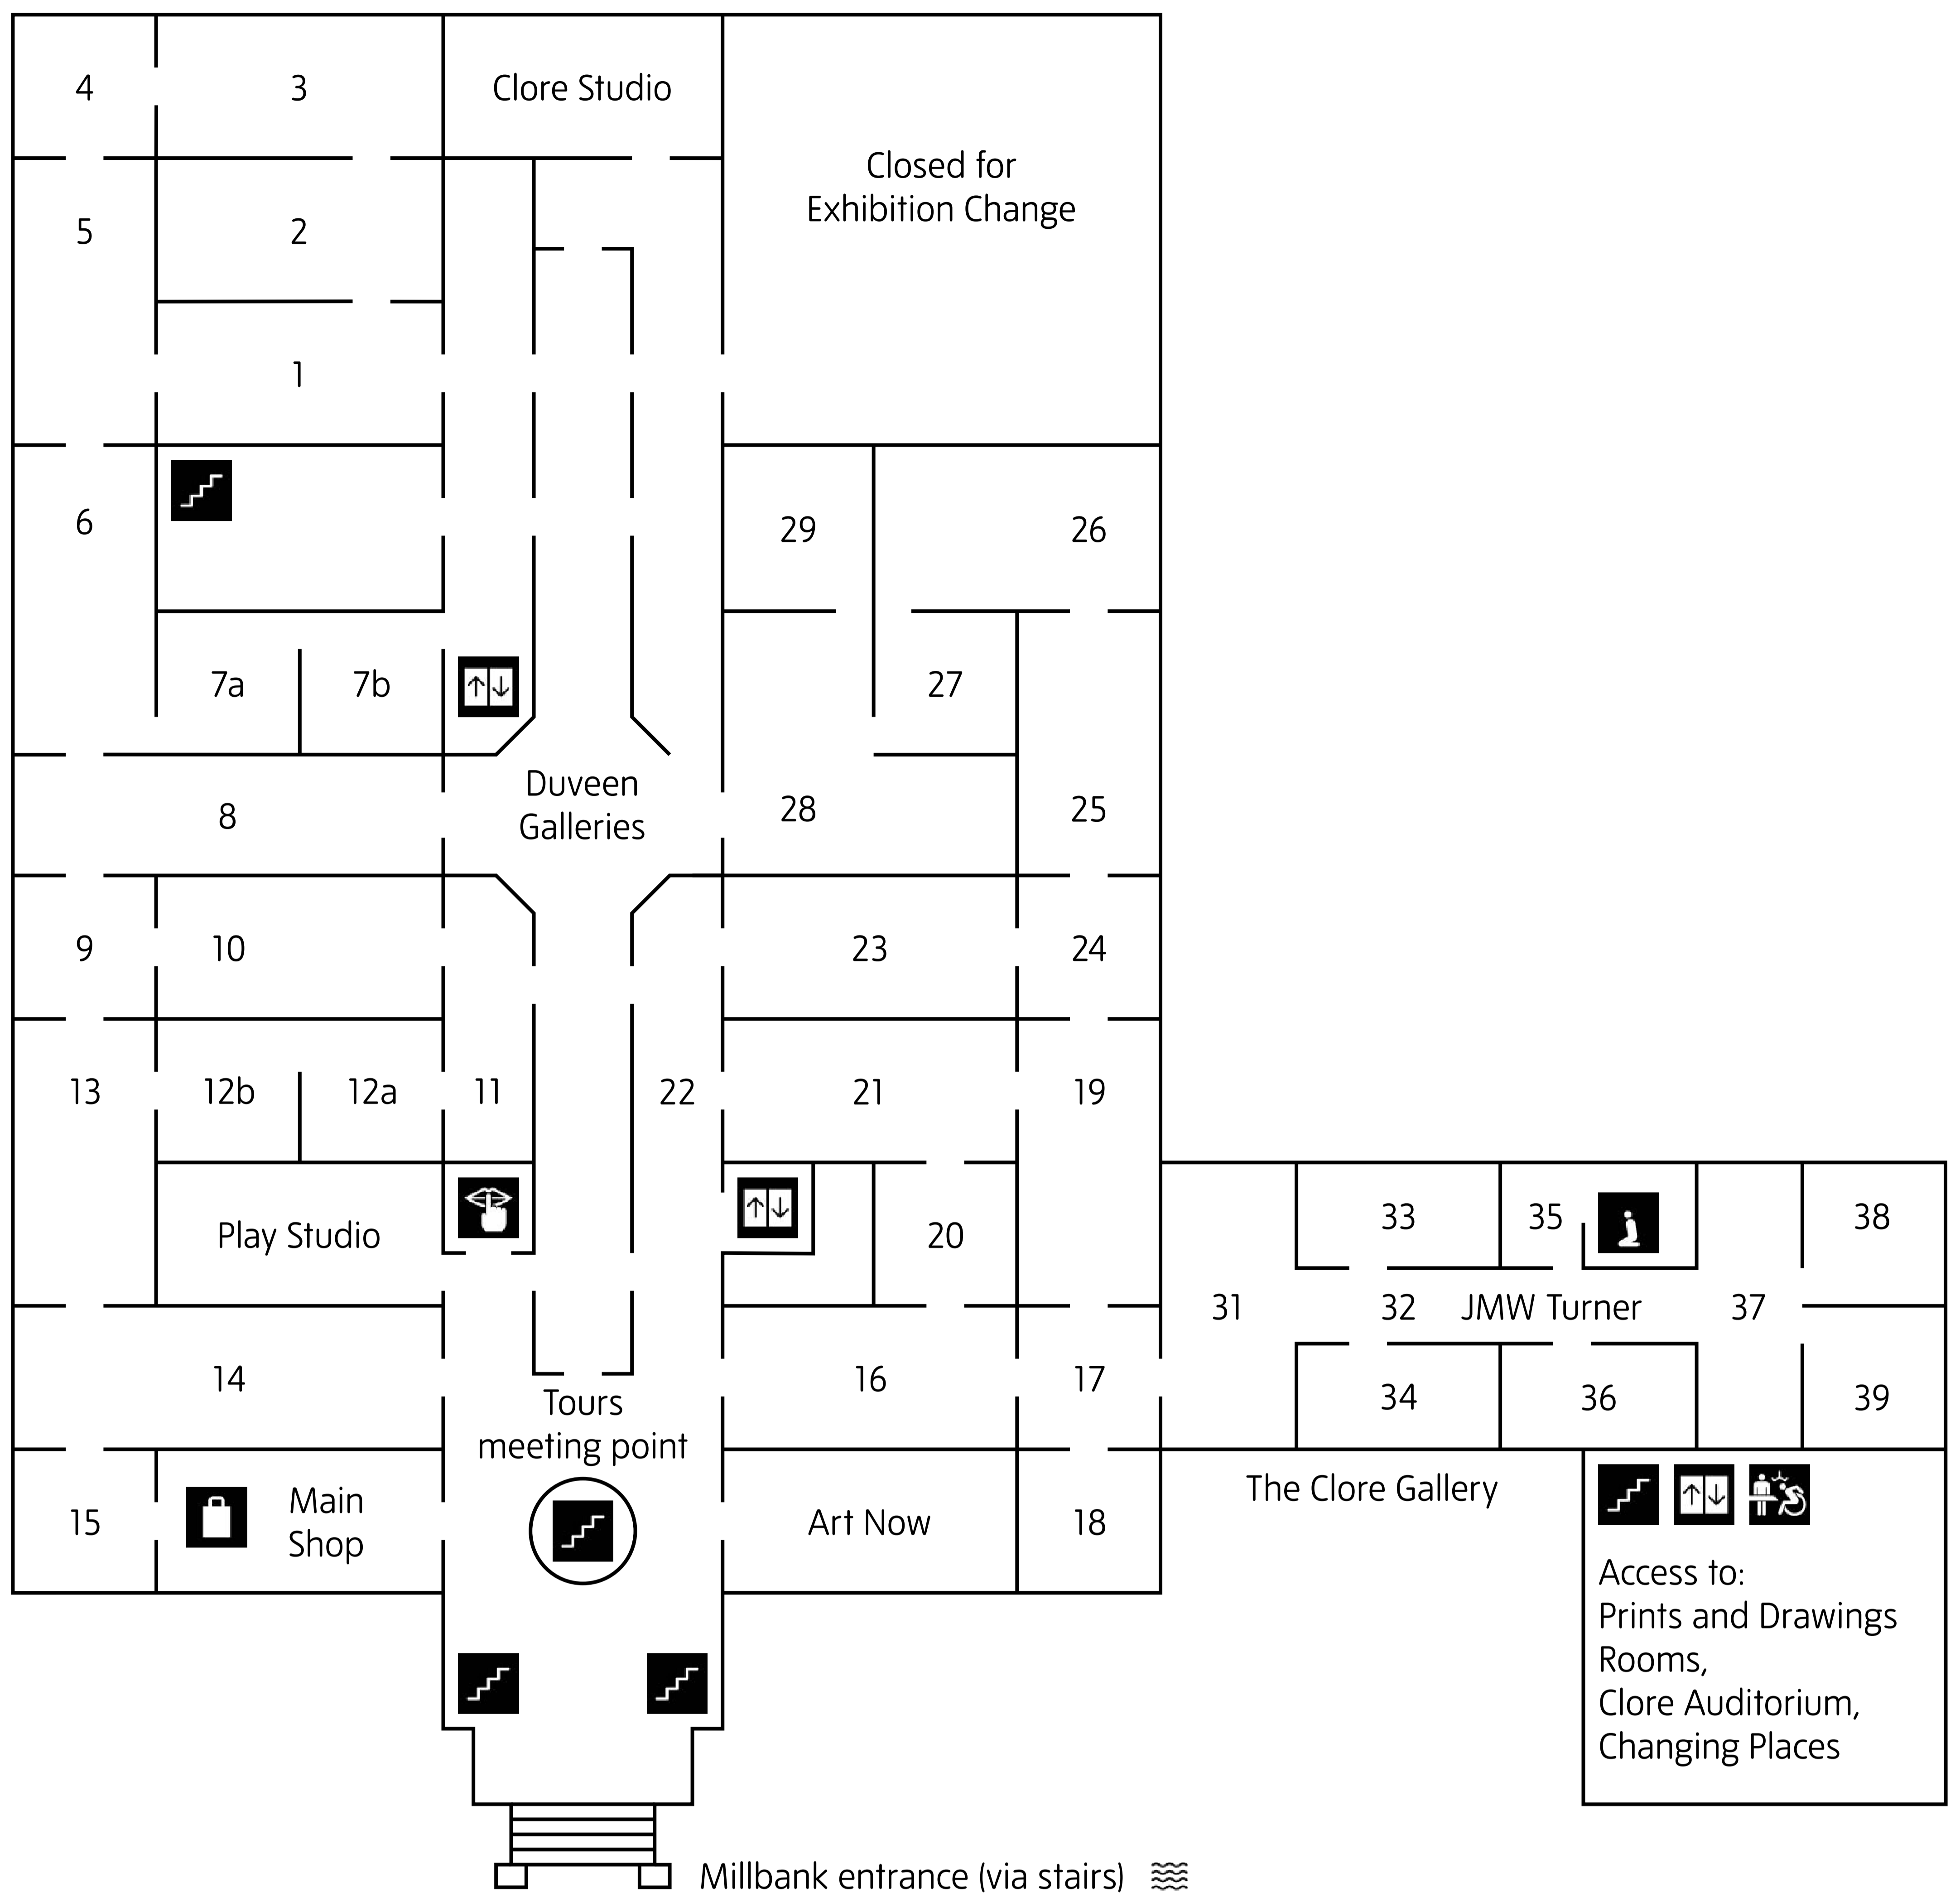 4
3
Clore Studio
Closed for
Exhibition Change
5
2
1
6
29
26
7a
7b
27
Duveen
Galleries
8
28
25
9
10
23
24
13
12b
12a
11
22
21
19
Play Studio
20
33
35
38
31
32
JMW Turner
37
14
16
17
34
36
39
Tours
meeting point
15
Main
Shop
Art Now
18
The Clore Gallery
Access to:
Prints and Drawings
Rooms,
Clore Auditorium,
Changing Places
Millbank entrance (via stairs)